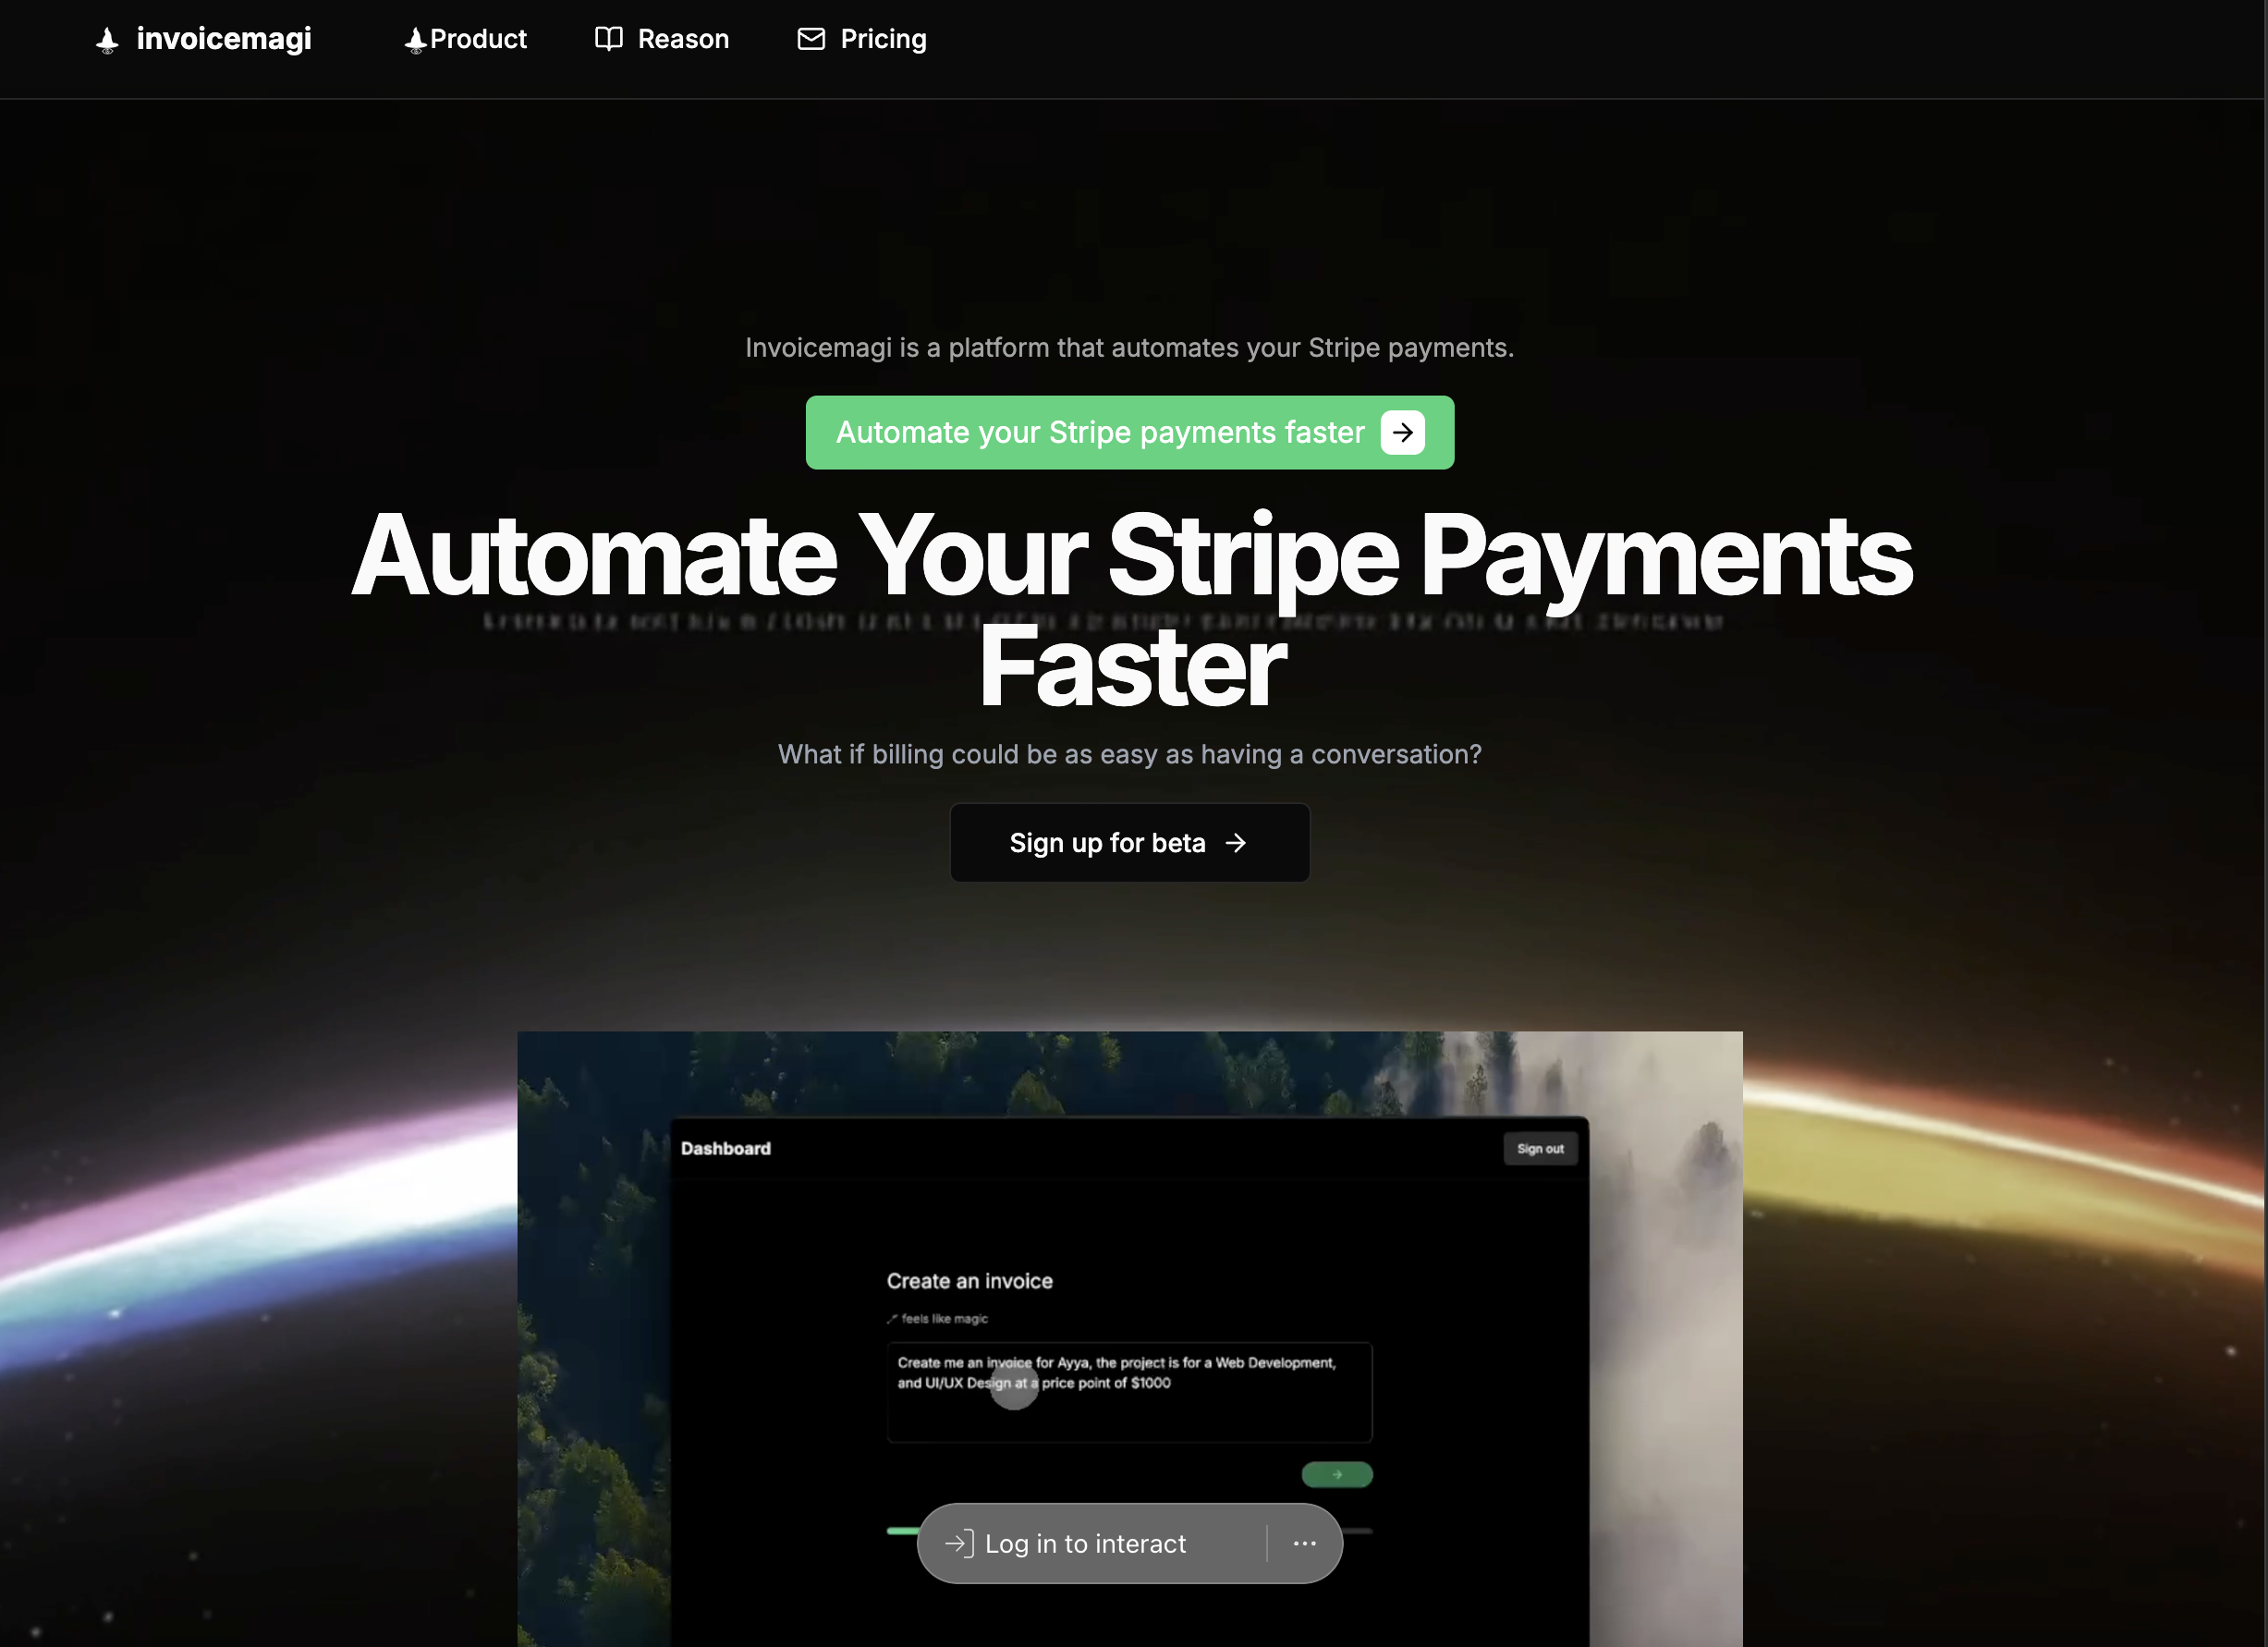 invoicemagi Product Reason Pricing
Invoicemagi is a platform that automates your Stripe payments.
Automate your Stripe payments faster
Automate Your Stripe Payments
Faster
What if billing could be as easy as having a conversation?
Sign up for beta
Dashboard Sign out
Create an invoice
feels like magic
Create me an invoice for Ayya, the project is for a Web Development,
and UI/UX Design at a price point of $1000
Log in to interact